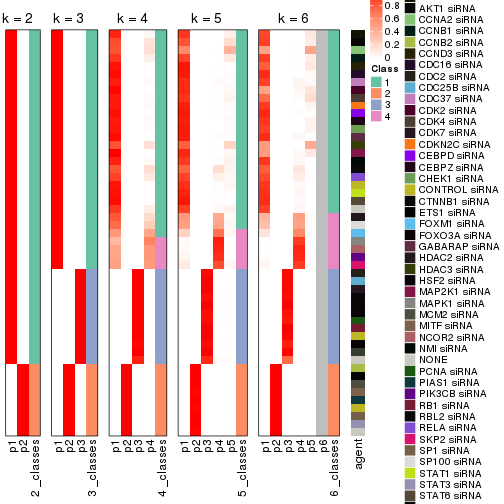 k = 2
k = 3
k = 4
k = 5
k = 6
p1
p2
2_classes
p1
p2
p3
3_classes
p1
p2
p3
p4
4_classes
p1
p2
p3
p4
p5
5_classes
p1
p2
p3
p4
p5
p6
6_classes
agent
0.8
0.6
0.4
0.2
0
Class
1
2
3
4
AKT1 siRNA
CCNA2 siRNA
CCNB1 siRNA
CCNB2 siRNA
CCND3 siRNA
CDC16 siRNA
CDC2 siRNA
CDC25B siRNA
CDC37 siRNA
CDK2 siRNA
CDK4 siRNA
CDK7 siRNA
CDKN2C siRNA
CEBPD siRNA
CEBPZ siRNA
CHEK1 siRNA
CONTROL siRNA
CTNNB1 siRNA
ETS1 siRNA
FOXM1 siRNA
FOXO3A siRNA
GABARAP siRNA
HDAC2 siRNA
HDAC3 siRNA
HSF2 siRNA
MAP2K1 siRNA
MAPK1 siRNA
MCM2 siRNA
MITF siRNA
NCOR2 siRNA
NMI siRNA
NONE
PCNA siRNA
PIAS1 siRNA
PIK3CB siRNA
RB1 siRNA
RBL2 siRNA
RELA siRNA
SKP2 siRNA
SP1 siRNA
SP100 siRNA
STAT1 siRNA
STAT3 siRNA
STAT6 siRNA